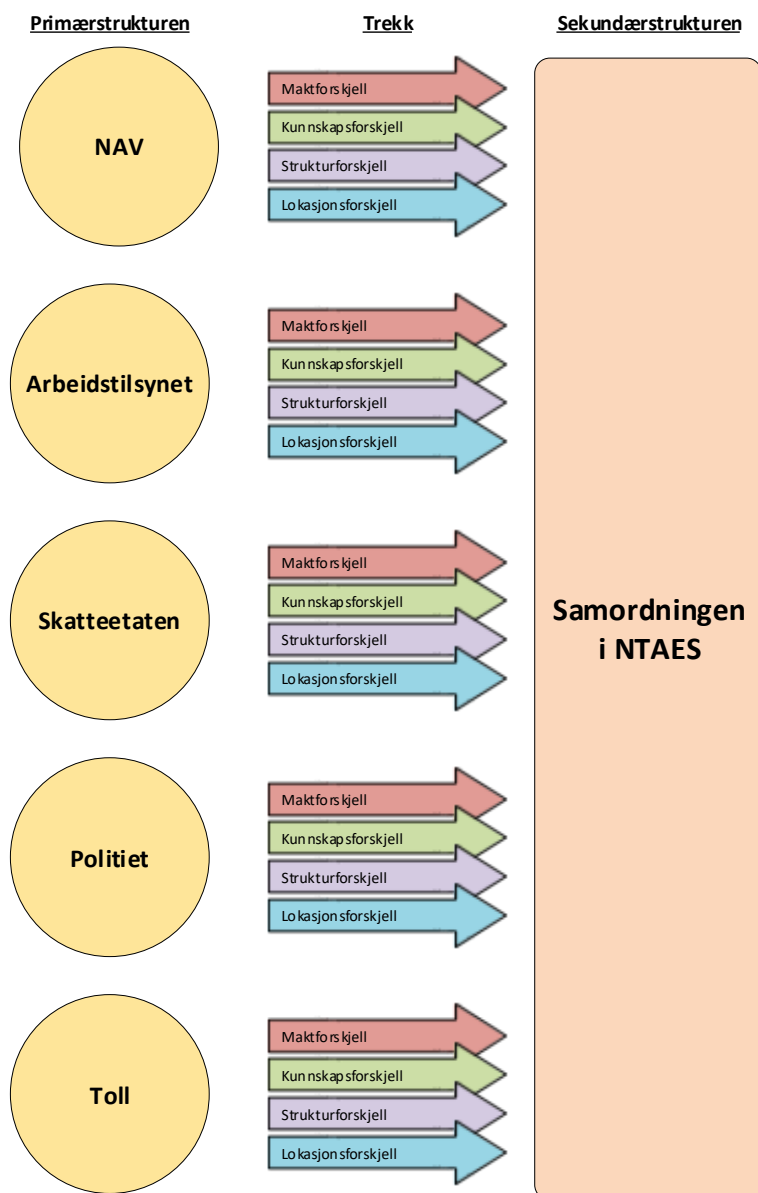 Primærstrukturen
Trekk
Sekundærstrukturen
NAV
Maktforskjell
Kunnskapsforskjell
Strukturforskjell
Lokasjonsforskjell
Arbeidstilsynet
Maktforskjell
Kunnskapsforskjell
Strukturforskjell
Lokasjonsforskjell
Skatteetaten
Maktforskjell
Kunnskapsforskjell
Strukturforskjell
Lokasjonsforskjell
Samordningen
i NTAES
Politiet
Maktforskjell
Kunnskapsforskjell
Strukturforskjell
Lokasjonsforskjell
Toll
Maktforskjell
Kunnskapsforskjell
Strukturforskjell
Lokasjonsforskjell